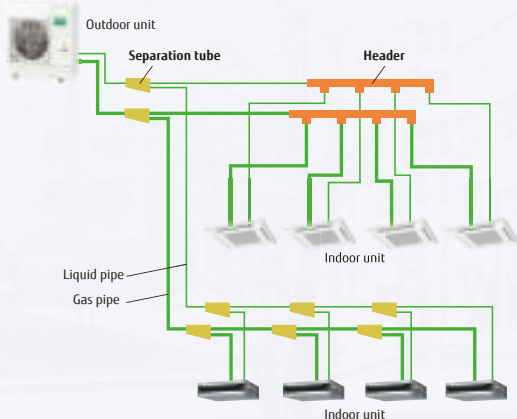 Outdoor unit
Separation tube
Header
Indoor unit
Liquid pipe
Gas pipe
Indoor unit